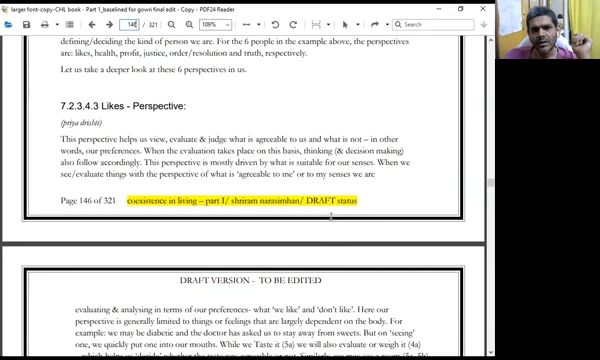 larger font-copy-CHL book - Part 1_baselined for gowri final edit - Copy - PDF24 Reader
146 / 321
109%
Search
defining/deciding the kind of person we are. For the 6 people in the example above, the perspectives
are: likes, health, profit, justice, order/resolution and truth, respectively.
Let us take a deeper look at these 6 perspectives in us.
7.2.3.4.3 Likes - Perspective:
(priya drishti)
This perspective helps us view, evaluate & judge what is agreeable to us and what is not – in other
words, our preferences. When the evaluation takes place on this basis, thinking (& decision making)
also follow accordingly. This perspective is mostly driven by what is suitable for our senses. When we
see/evaluate things with the perspective of what is 'agreeable to me' or to my senses we are
Page 146 of 321 coexistence in living – part I/ shriram narasimhan/ DRAFT status
DRAFT VERSION - TO BE EDITED
evaluating & analysing in terms of our preferences- what 'we like' and 'don't like'. Here our
perspective is generally limited to things or feelings that are largely dependent on the body. For
example: we may be diabetic and the doctor has asked us to stay away from sweets. But on 'seeing'
one, we quickly put one into our mouths. While we Taste it (5a) we will also evaluate or weigh it (4a)